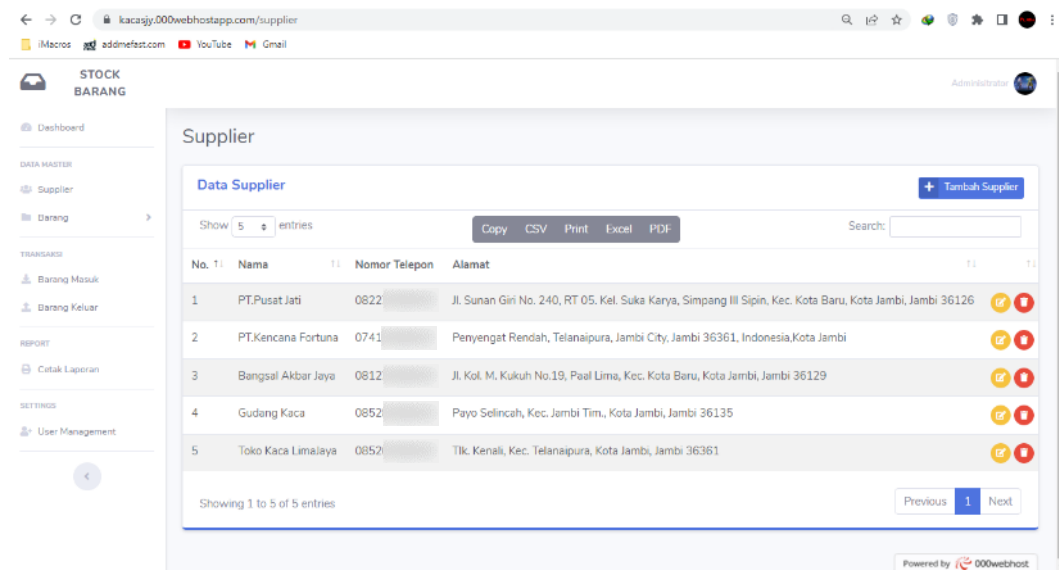 kacasjy.000webhostapp.com/supplier
iMacros addmefast.com YouTube Gmail
STOCK
BARANG
Administrator
Dashboard
DATA MASTER
Supplier
Barang
TRANSAKSI
Barang Masuk
Barang Keluar
REPORT
Cetak Laporan
SETTINGS
User Management
Supplier
Data Supplier
+ Tambah Supplier
Show 5 entries
Copy CSV Print Excel PDF
Search:
No. Nama Nomor Telepon Alamat
1 PT.Pusat Jati 0822 Jl. Sunan Giri No. 240, RT 05. Kel. Suka Karya, Simpang III Sipin, Kec. Kota Baru, Kota Jambi, Jambi 36126
2 PT.Kencana Fortuna 0741 Penyengat Rendah, Telanaipura, Jambi City, Jambi 36361, Indonesia,Kota Jambi
3 Bangsal Akbar Jaya 0812 Jl. Kol. M. Kukuh No.19, Paal Lima, Kec. Kota Baru, Kota Jambi, Jambi 36129
4 Gudang Kaca 0852 Payo Selincah, Kec. Jambi Tim., Kota Jambi, Jambi 36135
5 Toko Kaca LimaJaya 0852 Tlk. Kenali, Kec. Telanaipura, Kota Jambi, Jambi 36361
Showing 1 to 5 of 5 entries
Previous 1 Next
Powered by 000webhost